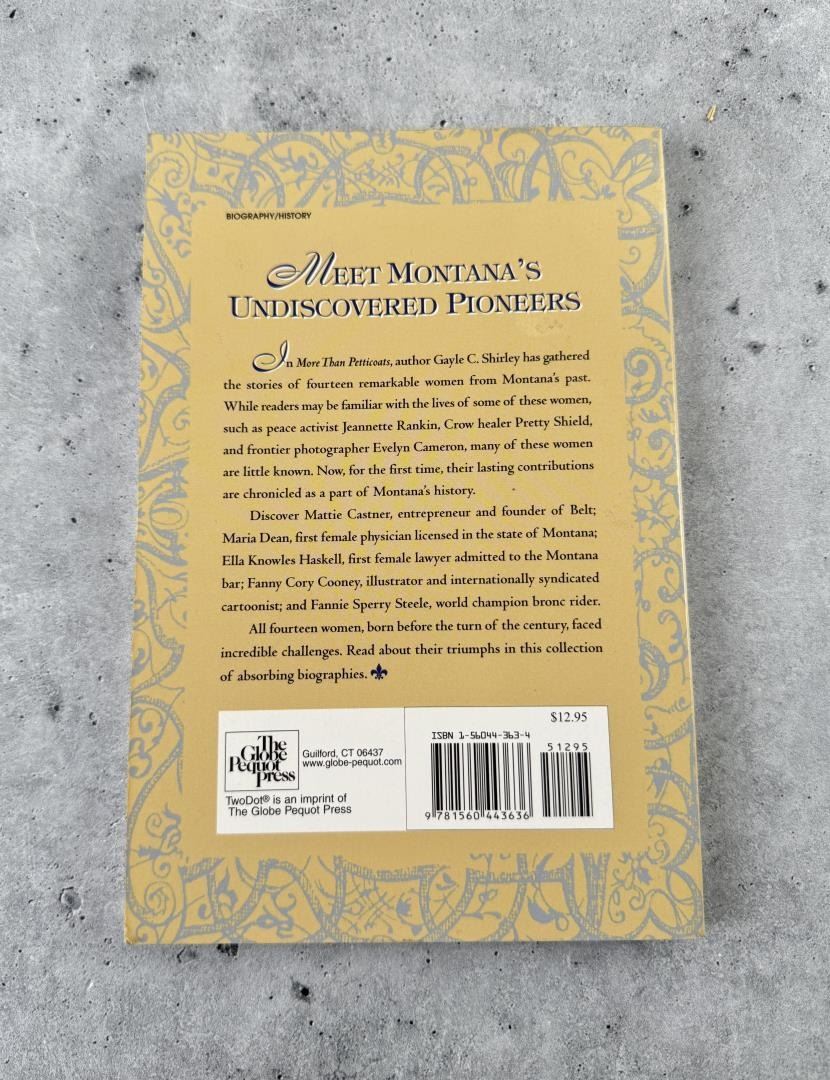 BIOGRAPHY/HISTORY
MEET MONTANA'S
UNDISCOVERED PIONEERS
In More Than Petticoats, author Gayle C. Shirley has gathered
the stories of fourteen remarkable women from Montana's past.
While readers may be familiar with the lives of some of these women,
such as peace activist Jeannette Rankin, Crow healer Pretty Shield,
and frontier photographer Evelyn Cameron, many of these women
are little known. Now, for the first time, their lasting contributions
are chronicled as a part of Montana's history.
Discover Mattie Castner, entrepreneur and founder of Belt;
Maria Dean, first female physician licensed in the state of Montana;
Ella Knowles Haskell, first female lawyer admitted to the Montana
bar; Fanny Cory Cooney, illustrator and internationally syndicated
cartoonist; and Fannie Sperry Steele, world champion bronc rider.
All fourteen women, born before the turn of the century, faced
incredible challenges. Read about their triumphs in this collection
of absorbing biographies.
The
Globe
Pequot
Press
Guilford, CT 06437
www.globe-pequot.com
TwoDot® is an imprint of
The Globe Pequot Press
$12.95
ISBN 1-56044-363-4
51295
9 781560 443636